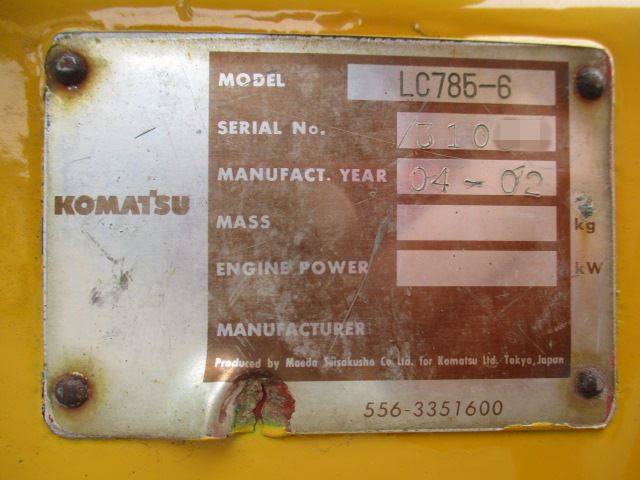 KOMATSU
MODEL LC785-6
SERIAL No. 310
MANUFACT. YEAR 04-02
MASS kg
ENGINE POWER kW
MANUFACTURER
Produced by Maeda Seisakusho Co. Ltd. for Komatsu Ltd. Tokyo, Japan
556-3351600